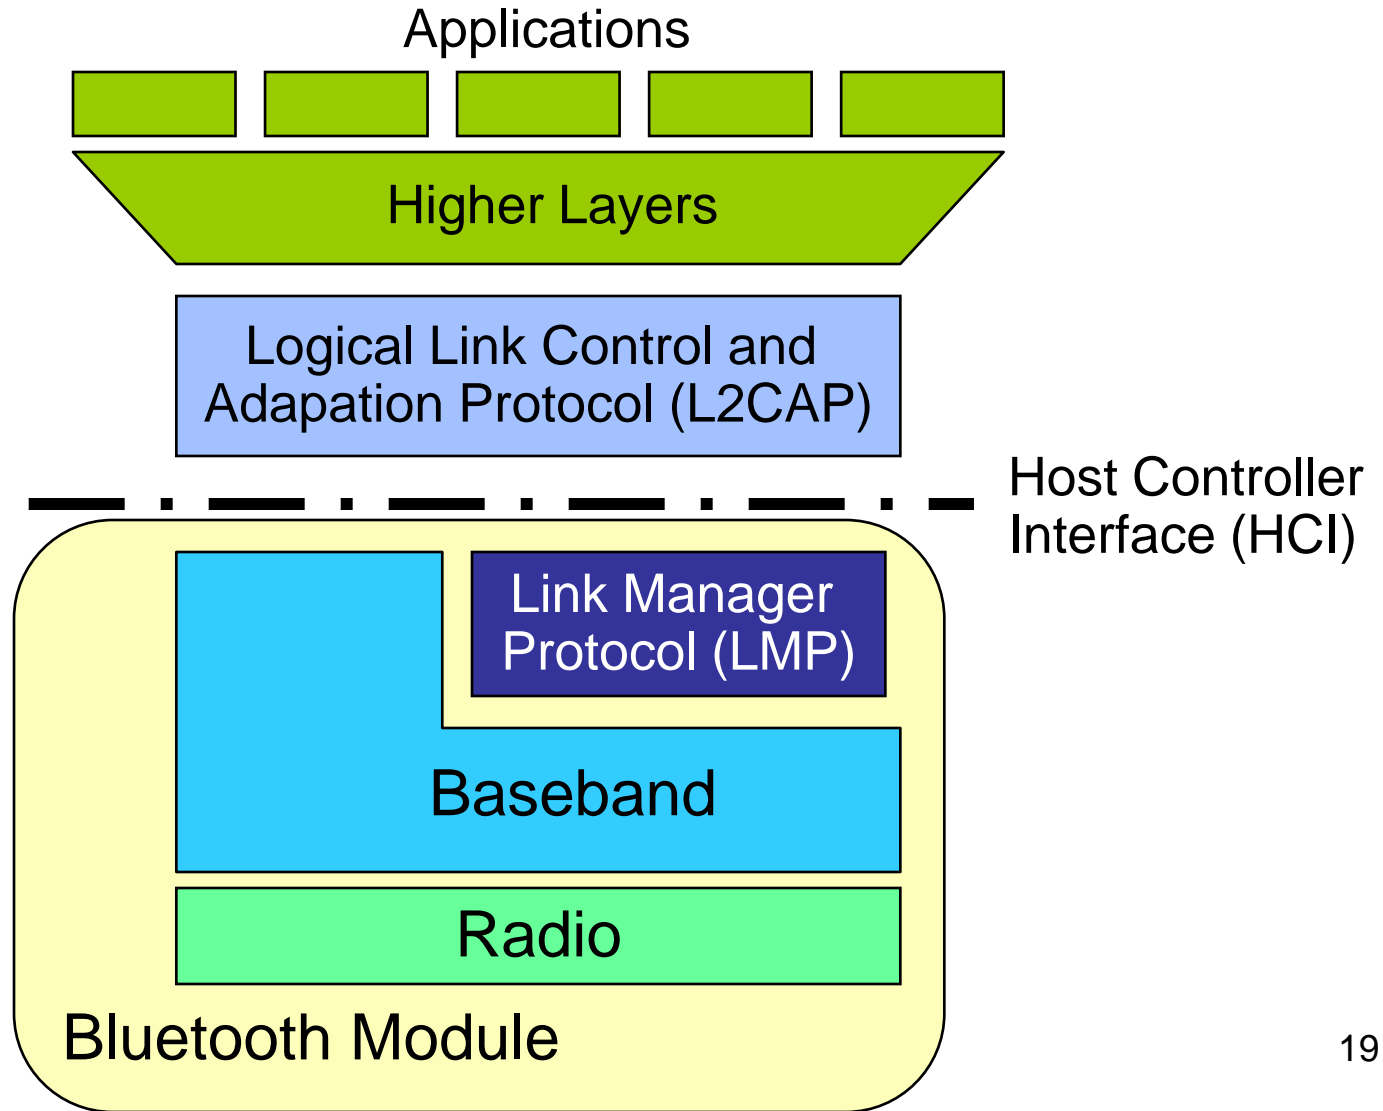 Applications
Higher Layers
Logical Link Control and
Adapation Protocol (L2CAP)
Host Controller
Interface (HCI)
Link Manager
Protocol (LMP)
Baseband
Radio
Bluetooth Module
19